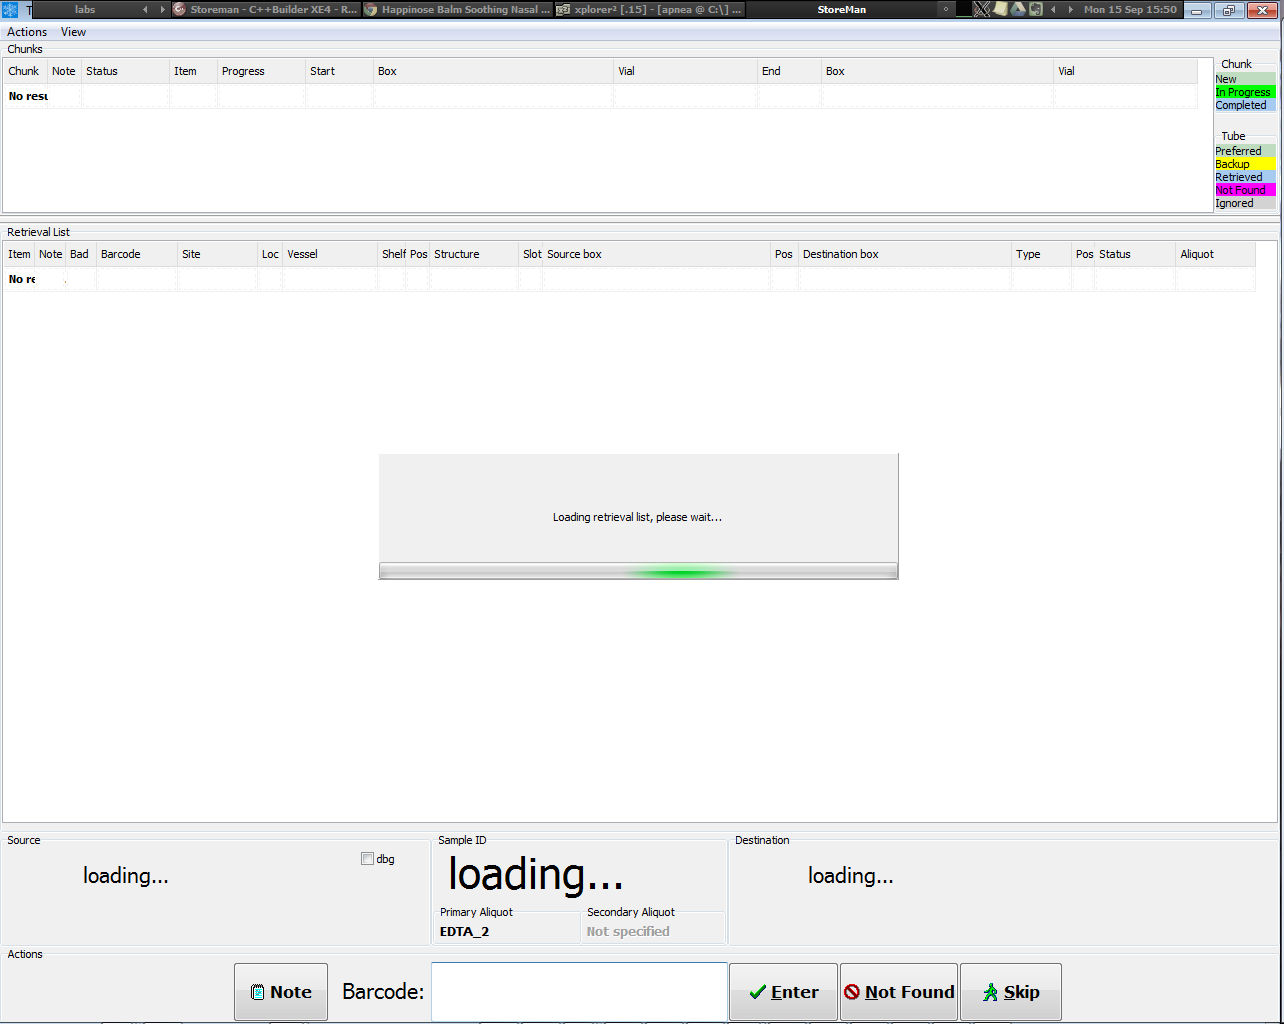 T labs Storeman - C++Builder XE4 - R... Happinose Balm Soothing Nasal ... xplorer² [.15] - [apnea @ C:\] ... StoreMan Mon 15 Sep 15:50
Actions View
Chunks
Chunk Note Status Item Progress Start Box Vial End Box Vial
No resu
Chunk
New
In Progress
Completed
Tube
Preferred
Backup
Retrieved
Not Found
Ignored
Retrieval List
Item Note Bad Barcode Site Loc Vessel Shelf Pos Structure Slot Source box Pos Destination box Type Pos Status Aliquot
No re
Loading retrieval list, please wait...
Source
dbg
loading...
Sample ID
loading...
Primary Aliquot Secondary Aliquot
EDTA_2 Not specified
Destination
loading...
Actions
Note Barcode: Enter Not Found Skip